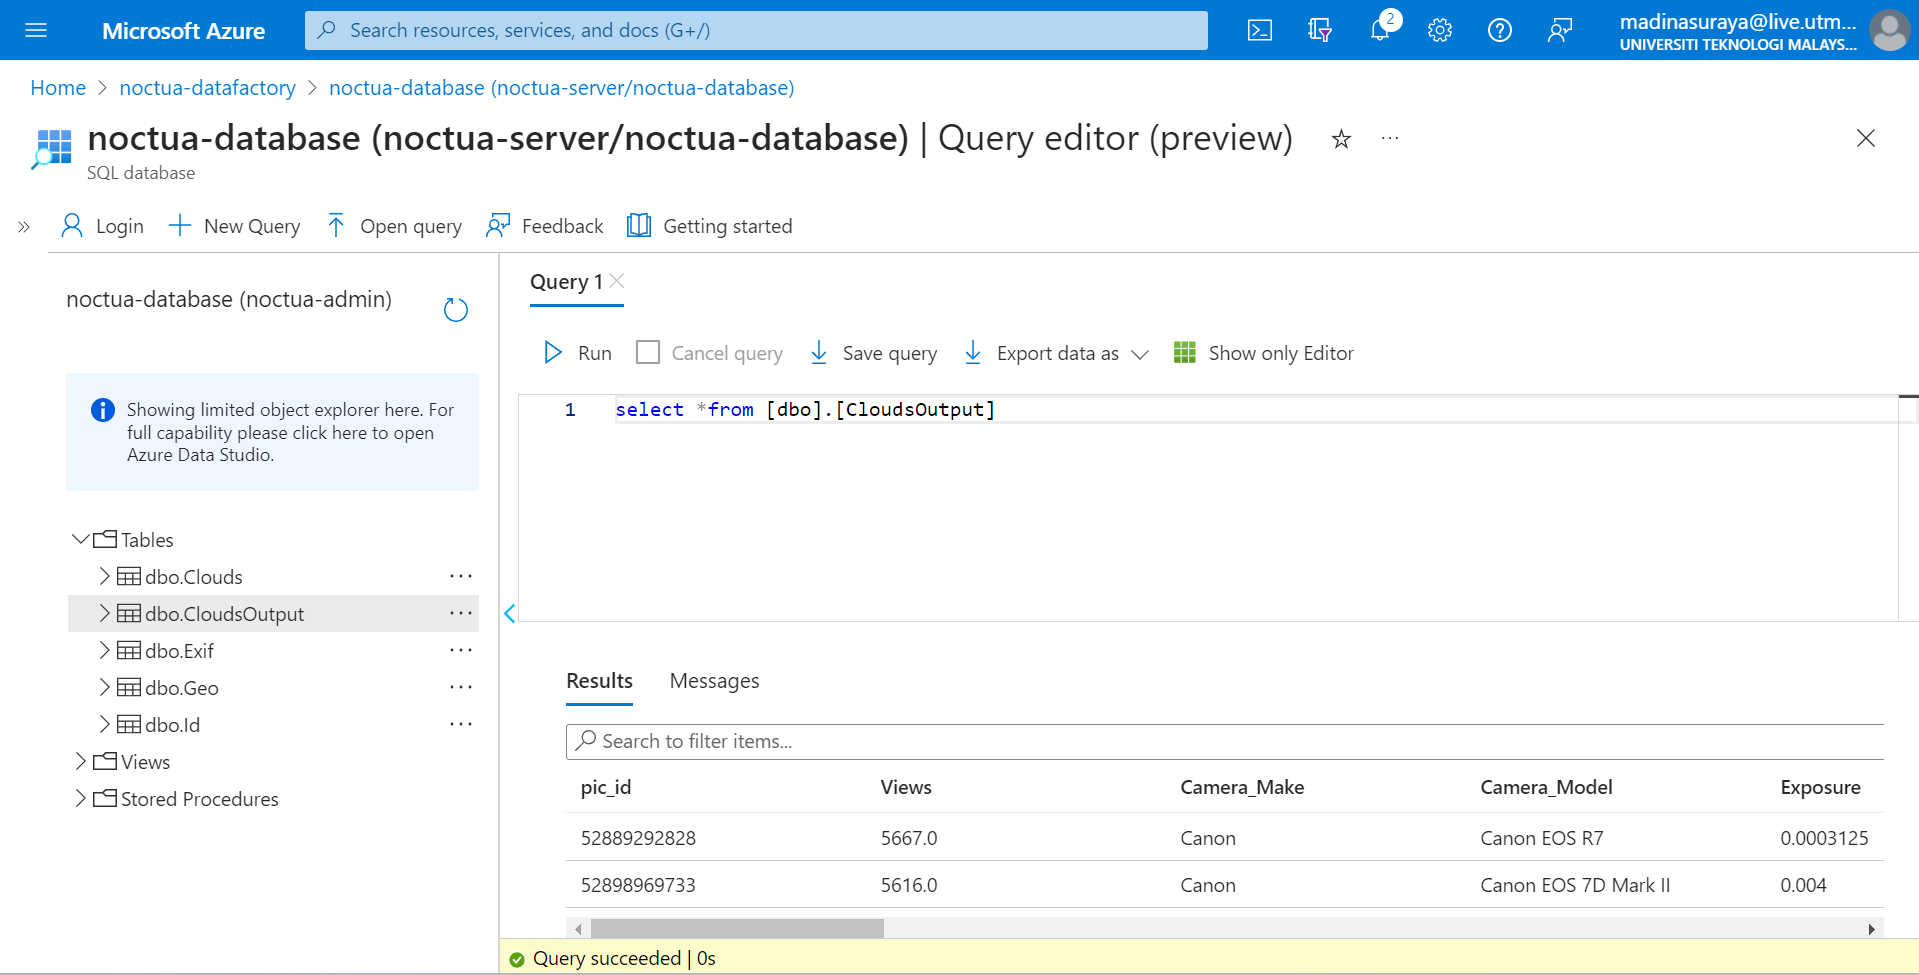 Microsoft Azure
Search resources, services, and docs (G+/)
2
madinasuraya@live.utm...
UNIVERSITI TEKNOLOGI MALAYS...
Home > noctua-datafactory > noctua-database (noctua-server/noctua-database)
noctua-database (noctua-server/noctua-database) | Query editor (preview)
SQL database
Login New Query Open query Feedback Getting started
noctua-database (noctua-admin)
Showing limited object explorer here. For
full capability please click here to open
Azure Data Studio.
Tables
dbo.Clouds
dbo.CloudsOutput
dbo.Exif
dbo.Geo
dbo.Id
Views
Stored Procedures
Query 1
Run Cancel query Save query Export data as Show only Editor
1 select *from [dbo].[CloudsOutput]
Results Messages
Search to filter items...
pic_id Views Camera_Make Camera_Model Exposure
52889292828 5667.0 Canon Canon EOS R7 0.0003125
52898969733 5616.0 Canon Canon EOS 7D Mark II 0.004
Query succeeded | 0s